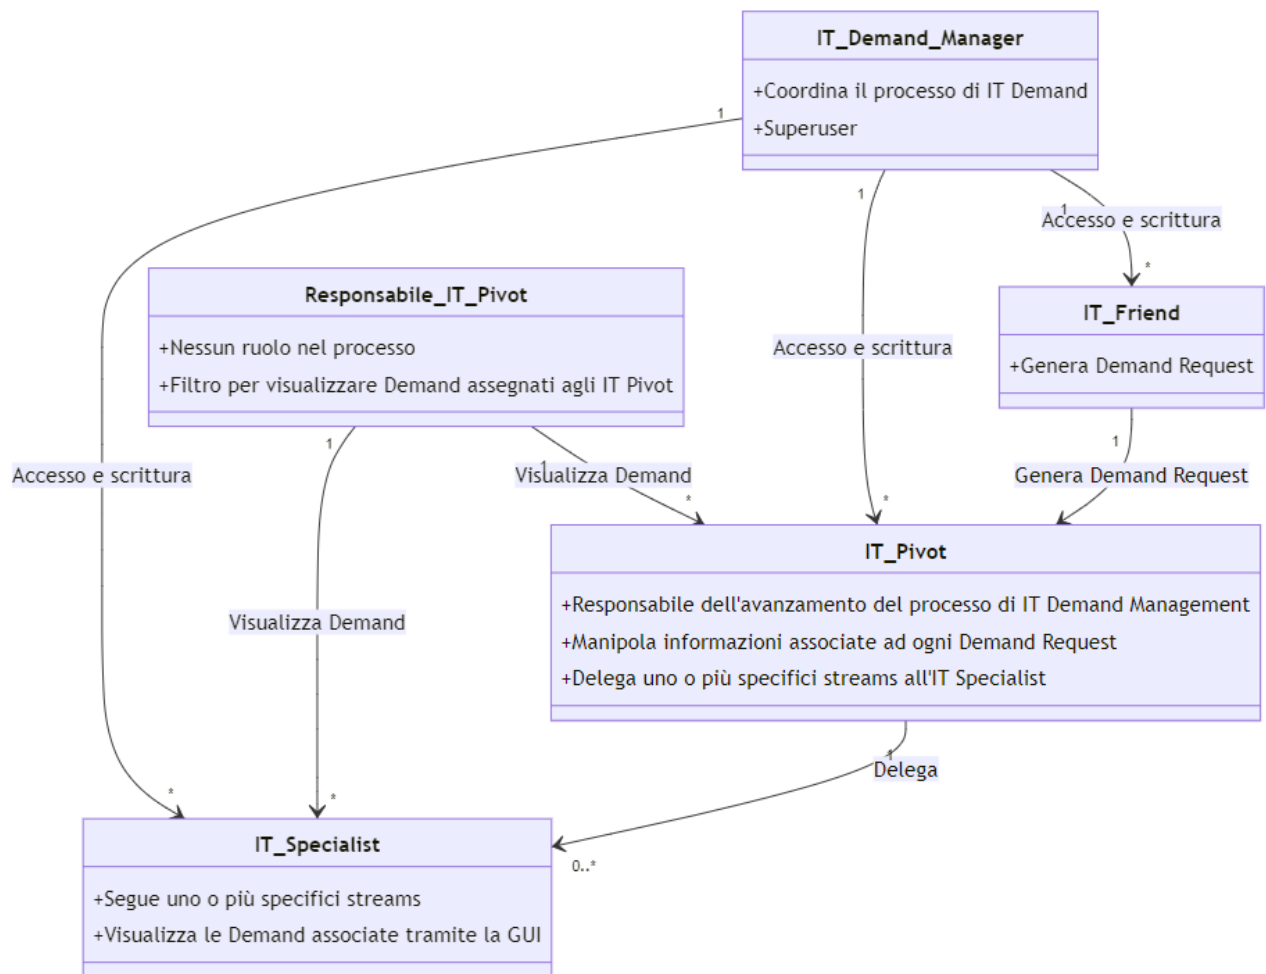 IT_Demand_Manager
+Coordina il processo di IT Demand
+Superuser
1
1
1
Accesso e scrittura
*
Responsabile_IT_Pivot
+Nessun ruolo nel processo
+Filtro per visualizzare Demand assegnati agli IT Pivot
IT_Friend
+Genera Demand Request
Accesso e scrittura
1
1
1
Accesso e scrittura
Visualizza Demand
Genera Demand Request
*
*
IT_Pivot
+Responsabile dell'avanzamento del processo di IT Demand Management
+Manipola informazioni associate ad ogni Demand Request
+Delega uno o più specifici streams all'IT Specialist
Visualizza Demand
1
Delega
*
*
0..*
IT_Specialist
+Segue uno o più specifici streams
+Visualizza le Demand associate tramite la GUI